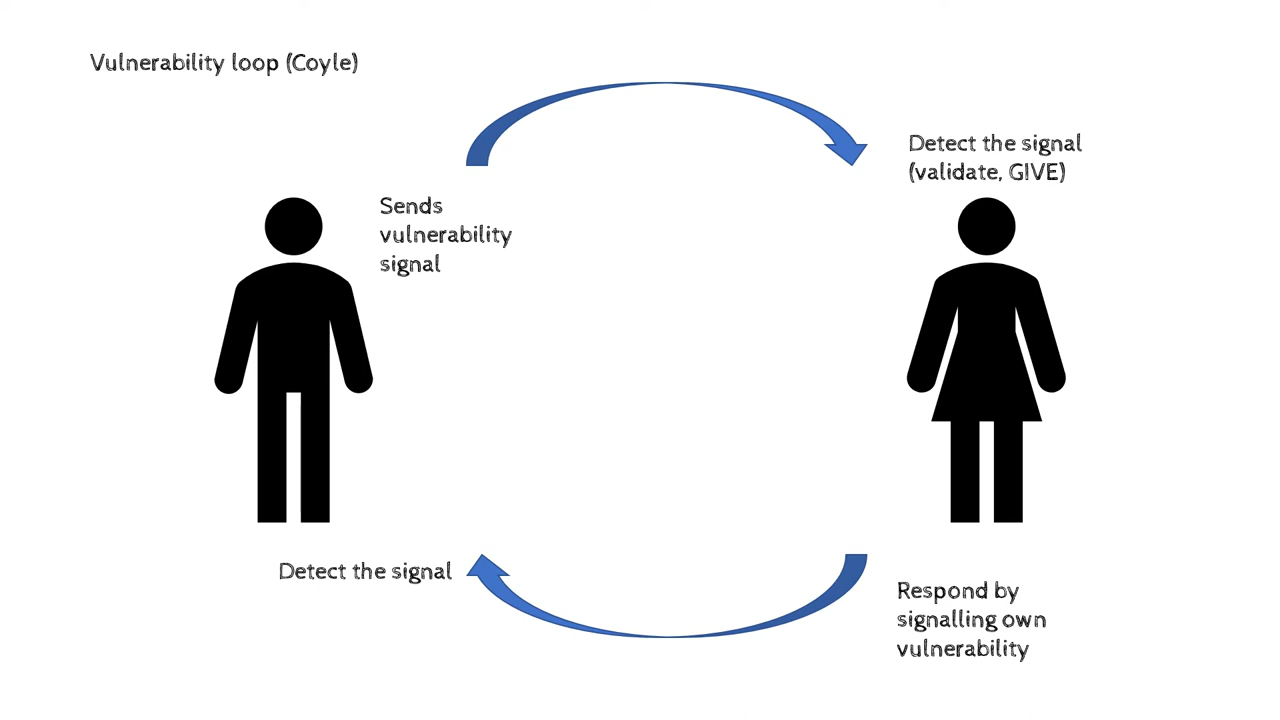 Vulnerability loop (Coyle)
Detect the signal
(validate, GIVE)
Sends
vulnerability
signal
Detect the signal
Respond by
signalling own
vulnerability